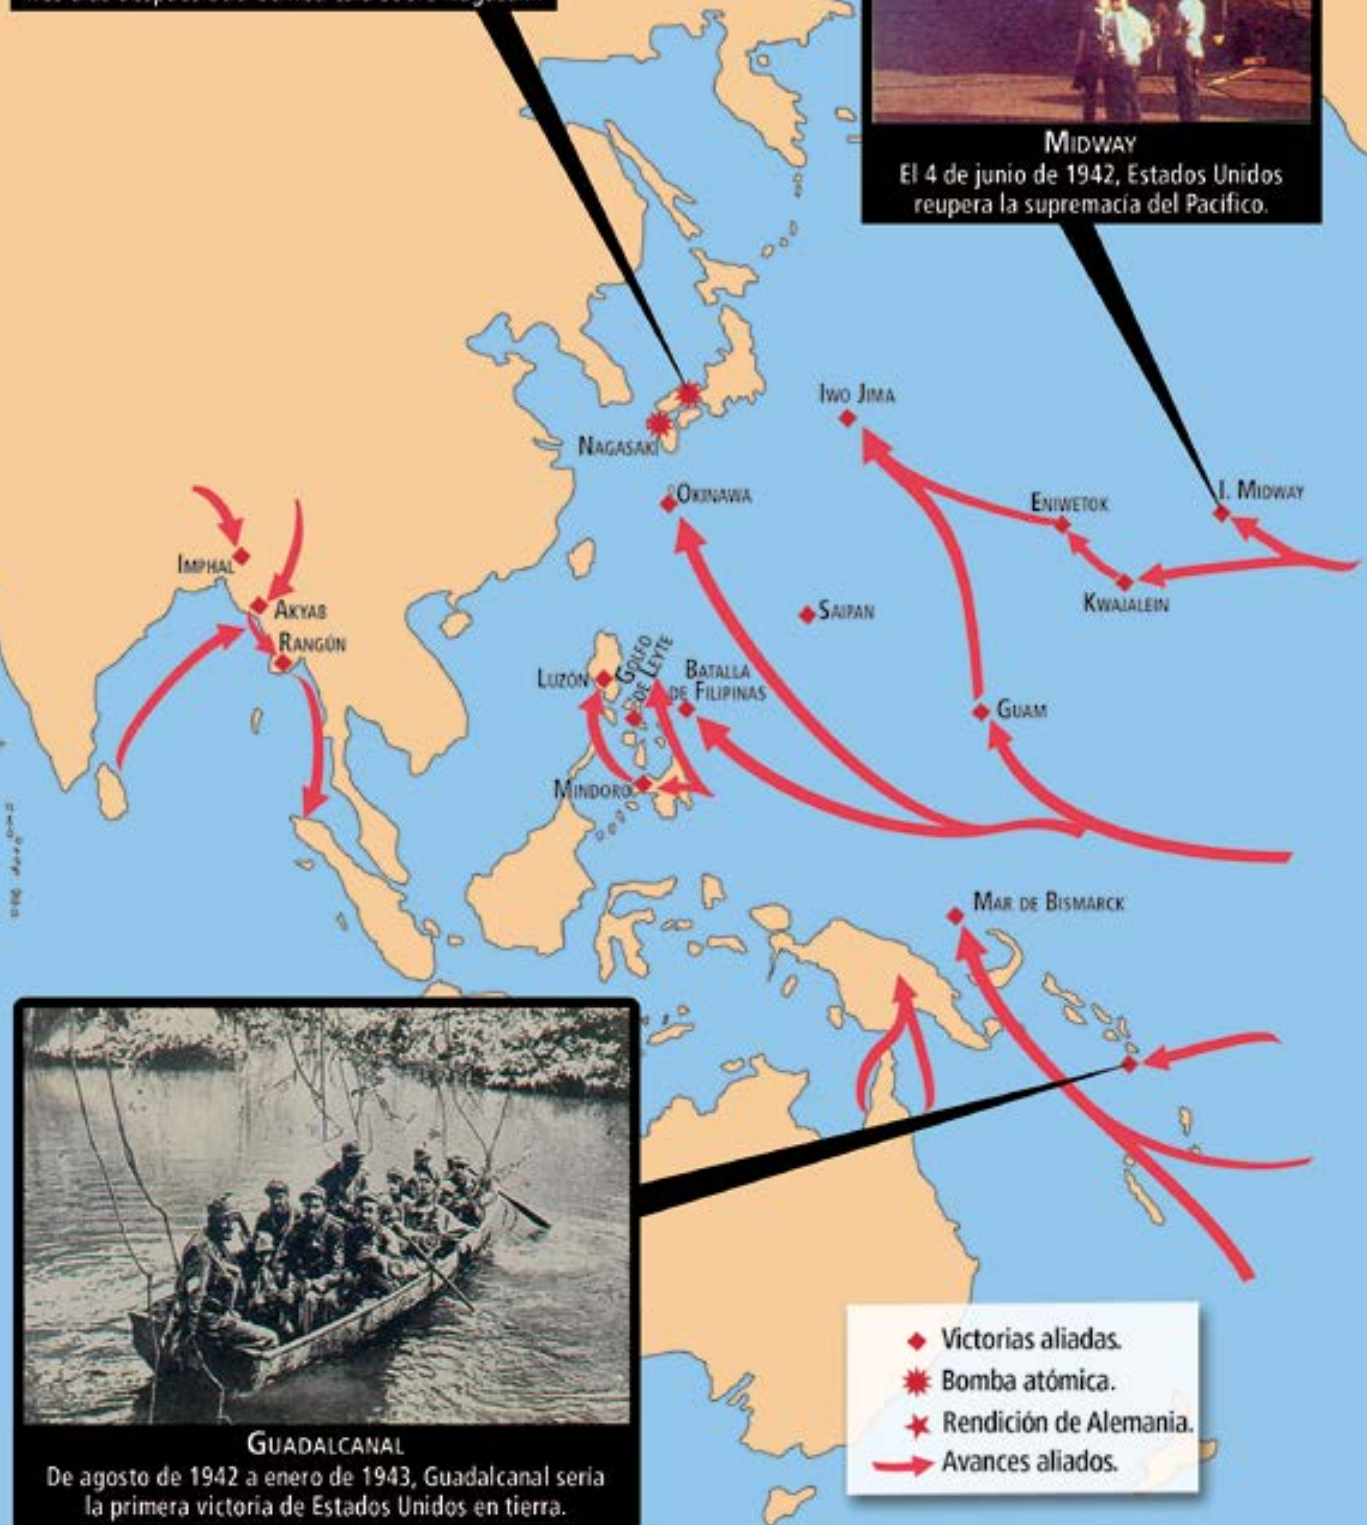 MIDWAY
El 4 de junio de 1942, Estados Unidos
reupera la supremacía del Pacífico.
IWO JIMA
NAGASAKI
OKINAWA
ENIWETOK
I. MIDWAY
IMPHAL
AKYAB
KWAJALEIN
SAIPAN
RANGÚN
LUZÓN
GOLFO
DE LEYTE
BATALLA
DE FILIPINAS
GUAM
MINDORO
MAR DE BISMARCK
GUADALCANAL
De agosto de 1942 a enero de 1943, Guadalcanal sería
la primera victoria de Estados Unidos en tierra.
Victorias aliadas.
Bomba atómica.
Rendición de Alemania.
Avances aliados.